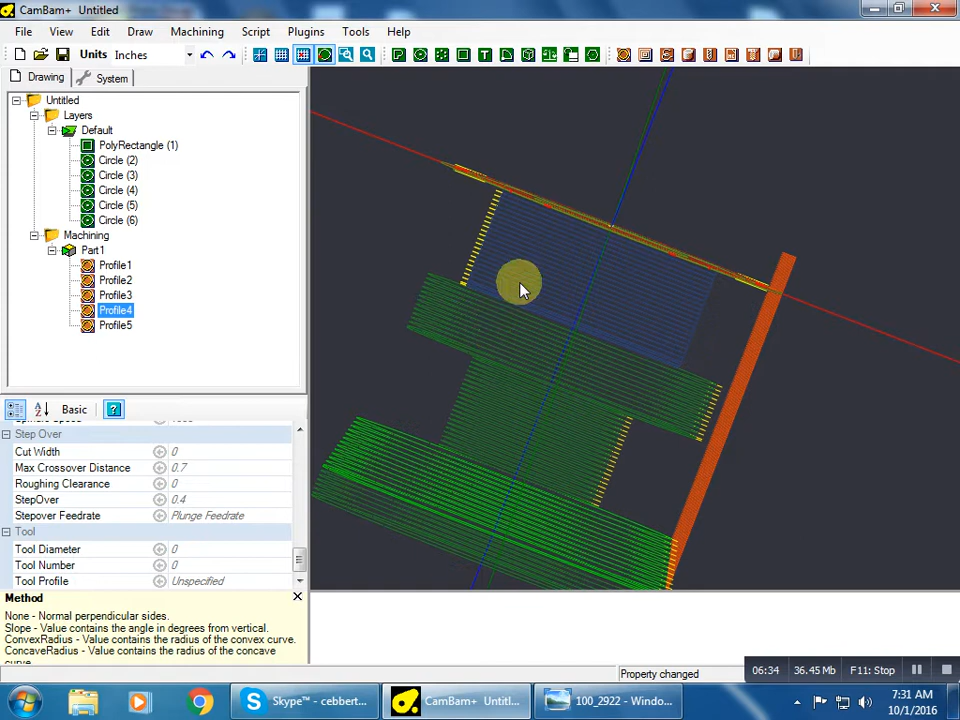 CamBam+ Untitled
File View Edit Draw Machining Script Plugins Tools Help
Units Inches
Drawing System
Untitled
Layers
Default
PolyRectangle (1)
Circle (2)
Circle (3)
Circle (4)
Circle (5)
Circle (6)
Machining
Part1
Profile1
Profile2
Profile3
Profile4
Profile5
Basic
Step Over
Cut Width 0
Max Crossover Distance 0.7
Roughing Clearance 0
StepOver 0.4
Stepover Feedrate Plunge Feedrate
Tool
Tool Diameter 0
Tool Number 0
Tool Profile Unspecified
Method
None - Normal perpendicular sides.
Slope - Value contains the angle in degrees from vertical.
ConvexRadius - Value contains the radius of the convex curve.
ConcaveRadius - Value contains the radius of the concave
Property changed
06:34 36.45 Mb F11: Stop
Skype™ - cebbert... CamBam+ Untitl... 100_2922 - Windo...
7:31 AM
10/1/2016